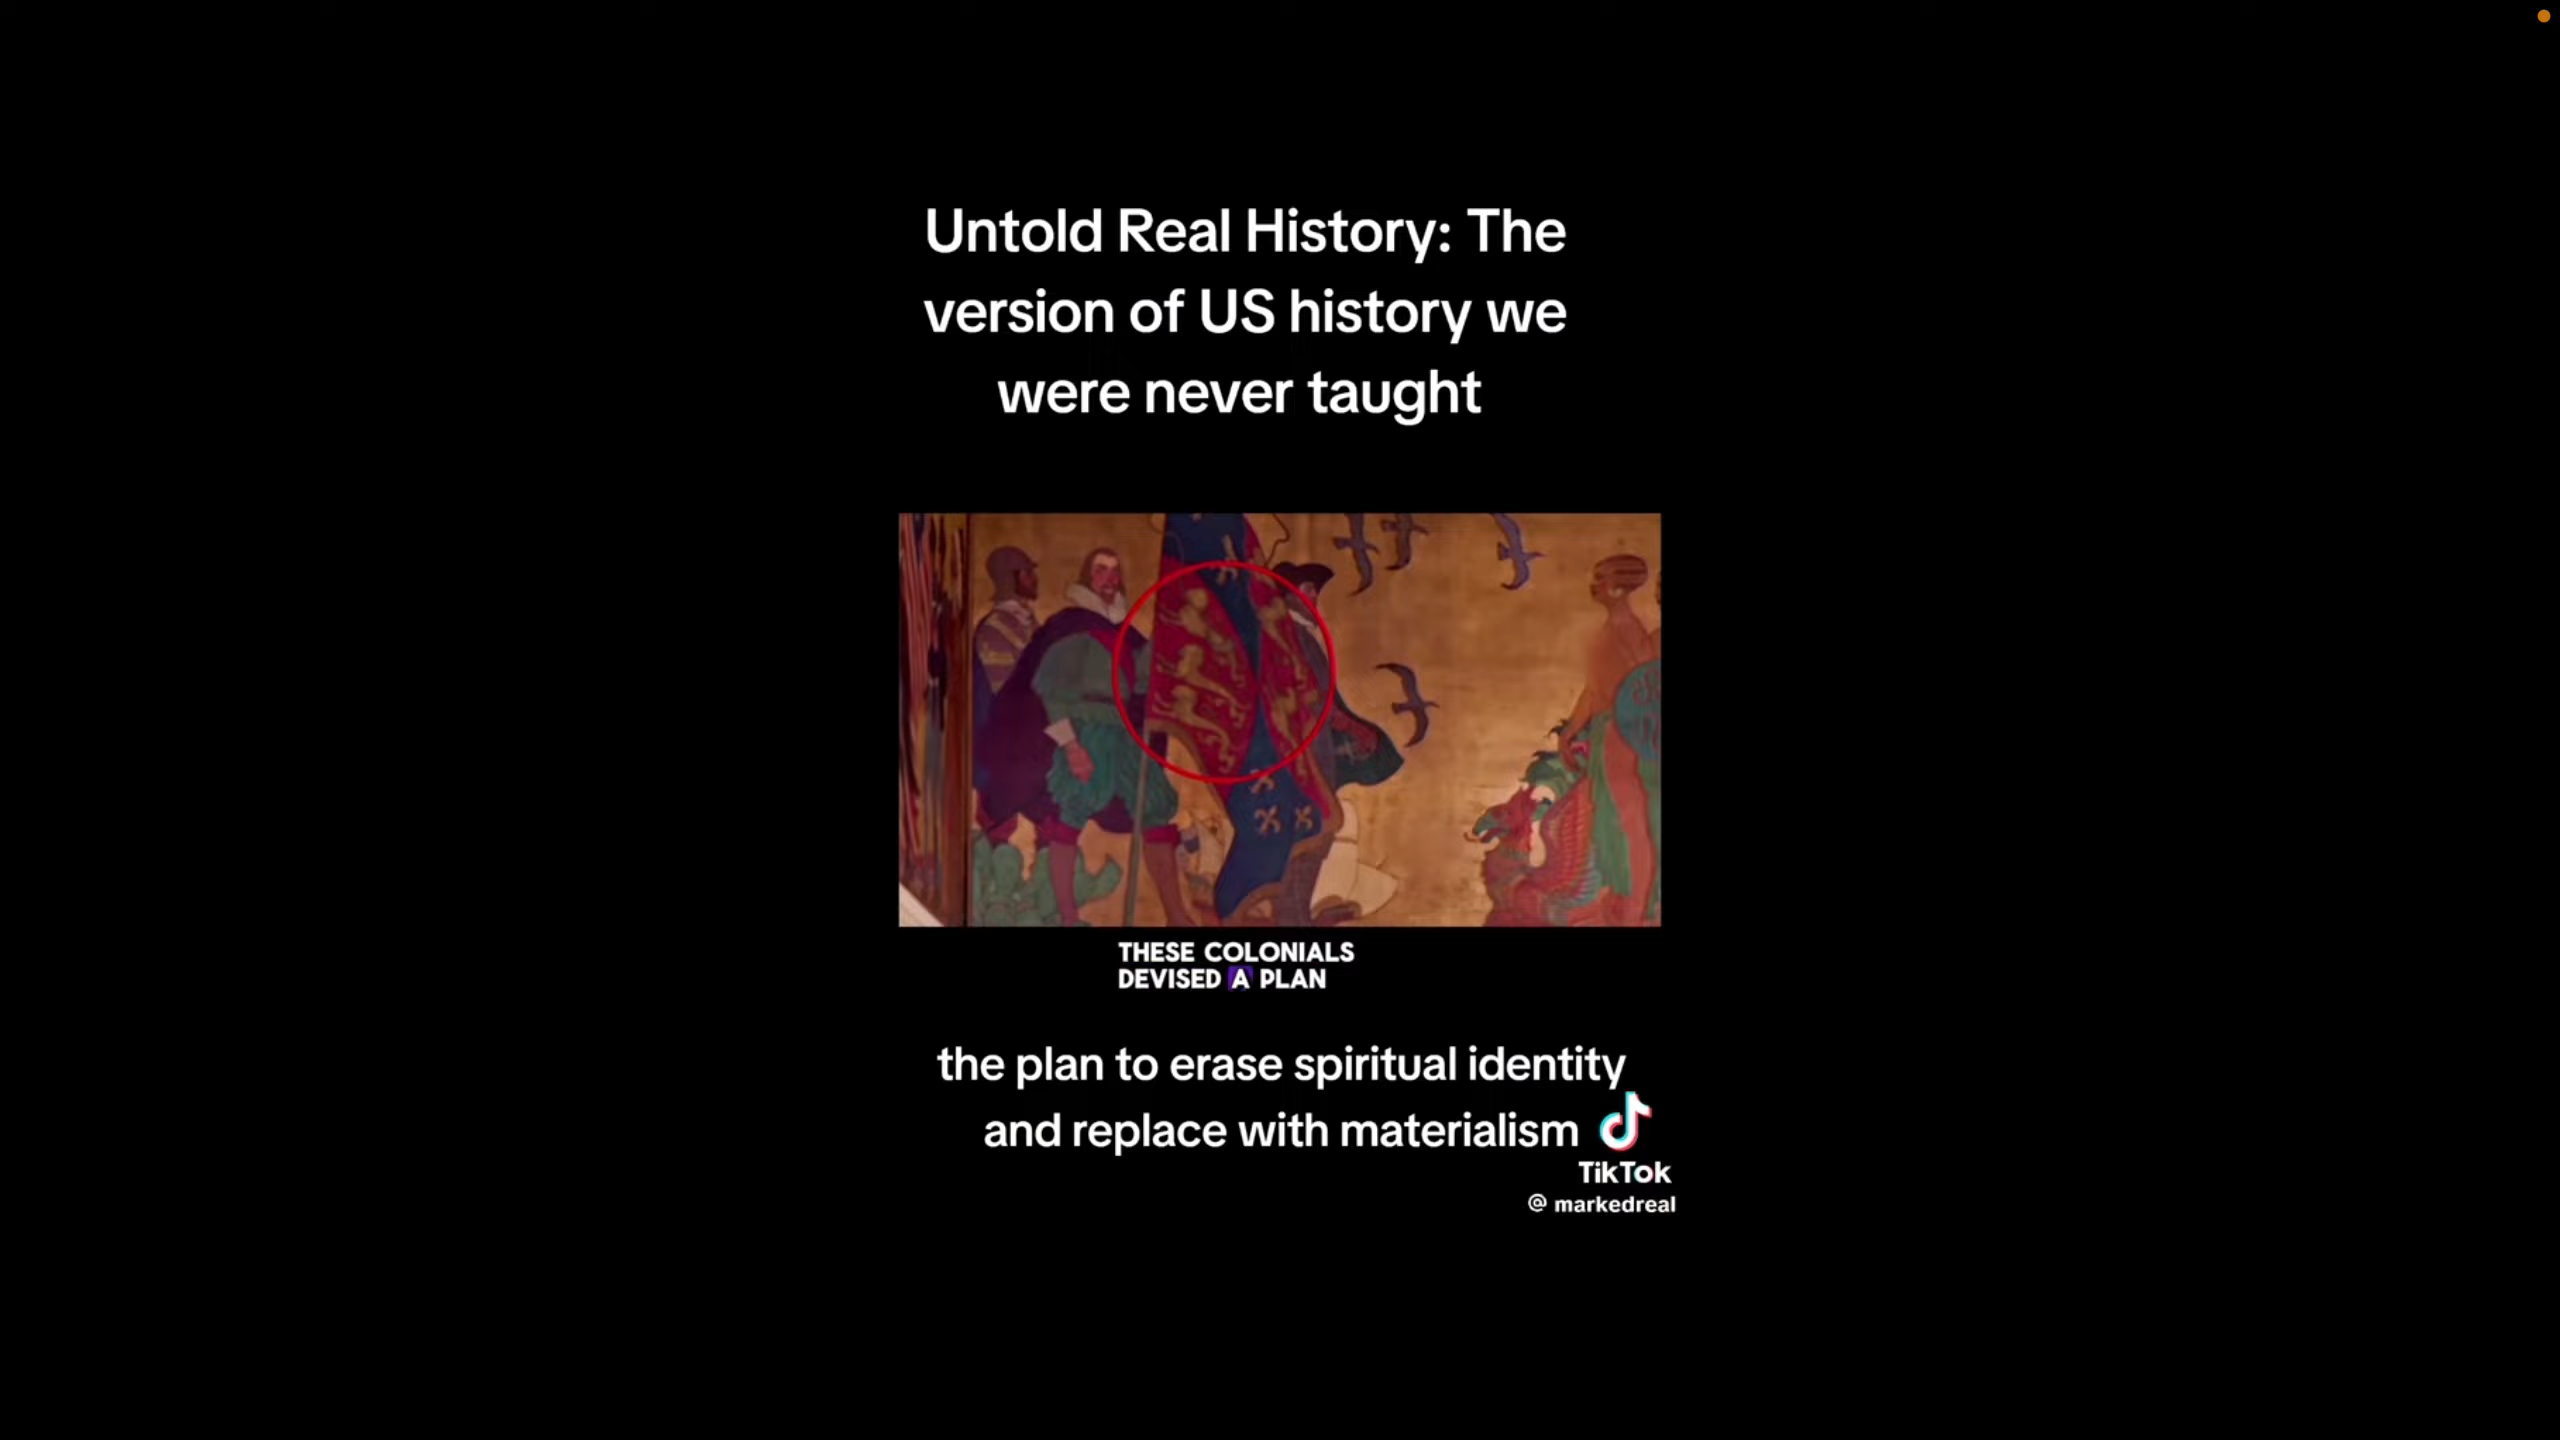 Untold Real History: The
version of US history we
were never taught
THESE COLONIALS
DEVISED A PLAN
the plan to erase spiritual identity
and replace with materialism
TikTok
@ markedreal